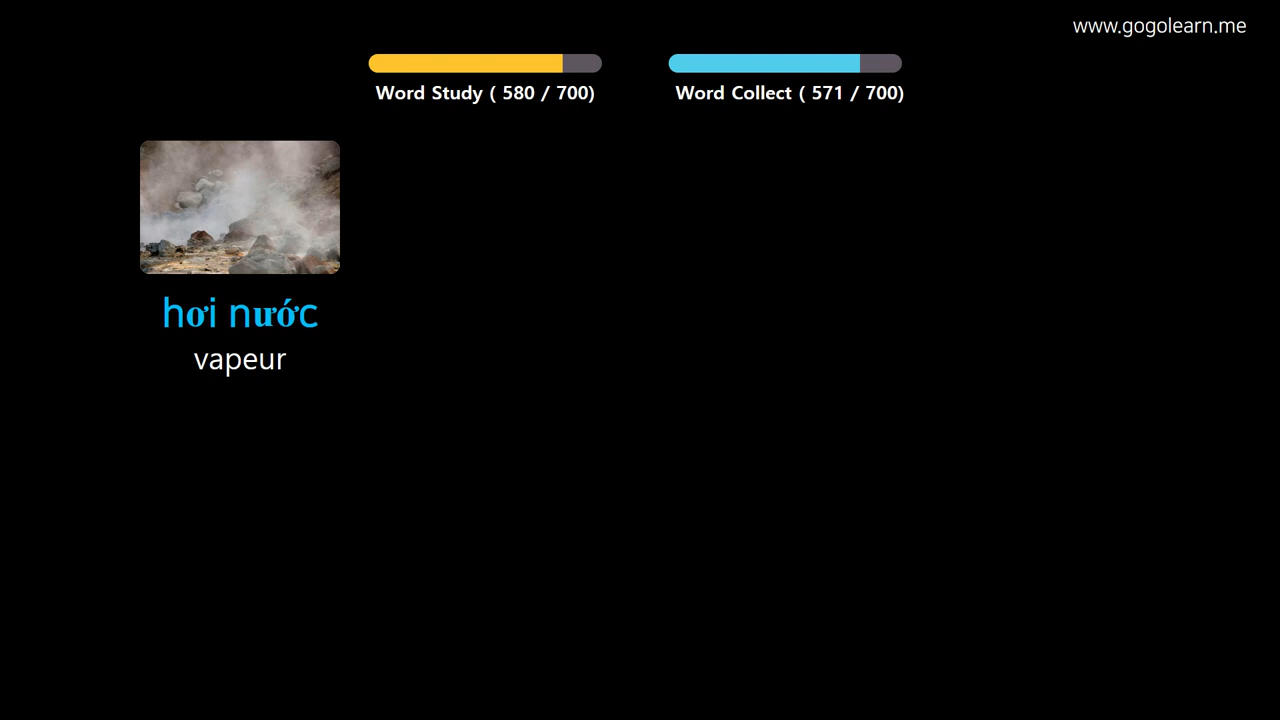 www.gogolearn.me
Word Study ( 580 / 700)
Word Collect ( 571 / 700)
hơi nước
vapeur